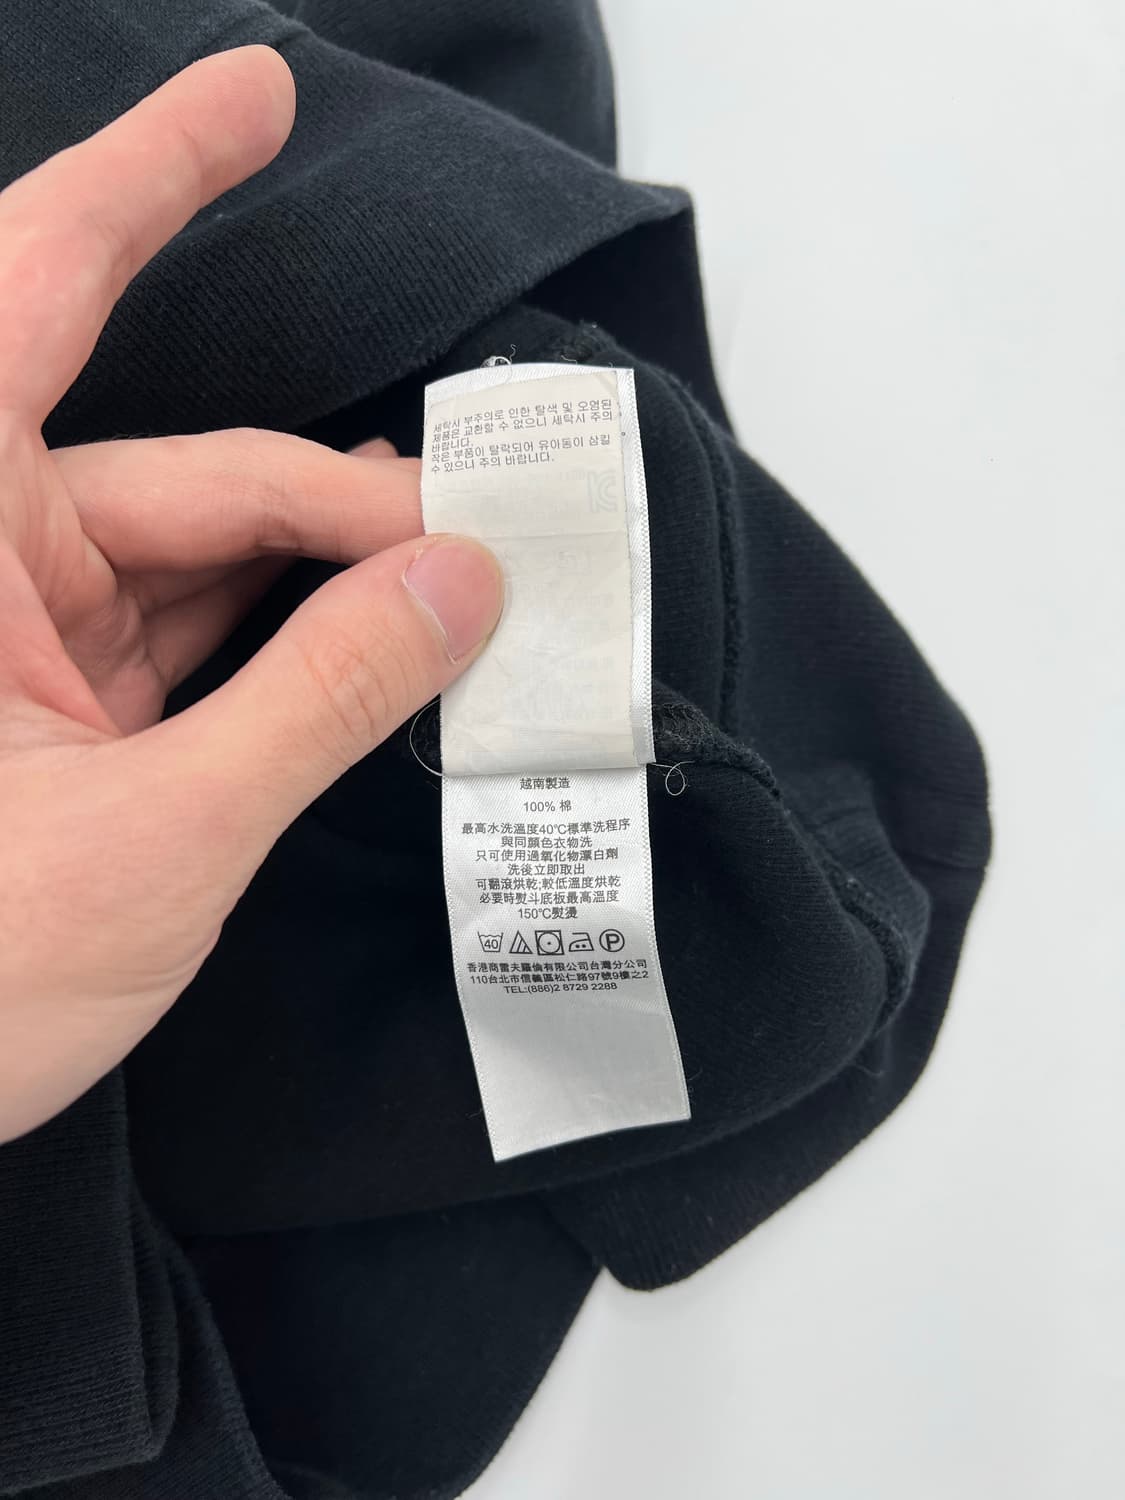 세탁시 부주의로 인한 탈색 및 오염된
제품은 교환할 수 없으니 세탁시 주의
바랍니다.
작은 부품이 탈락되어 유아동이 삼킬
수 있으니 주의 바랍니다.
越南製造
100% 棉
最高水洗溫度40℃標準洗程序
與同顏色衣物洗
只可使用過氧化物漂白劑
洗後立即取出
可翻滾烘乾;較低溫度烘乾
必要時熨斗底板最高溫度
150℃熨燙
40 P
香港商雷夫羅倫有限公司台灣分公司
110台北市信義區松仁路97號9樓之2
TEL:(886)2 8729 2288